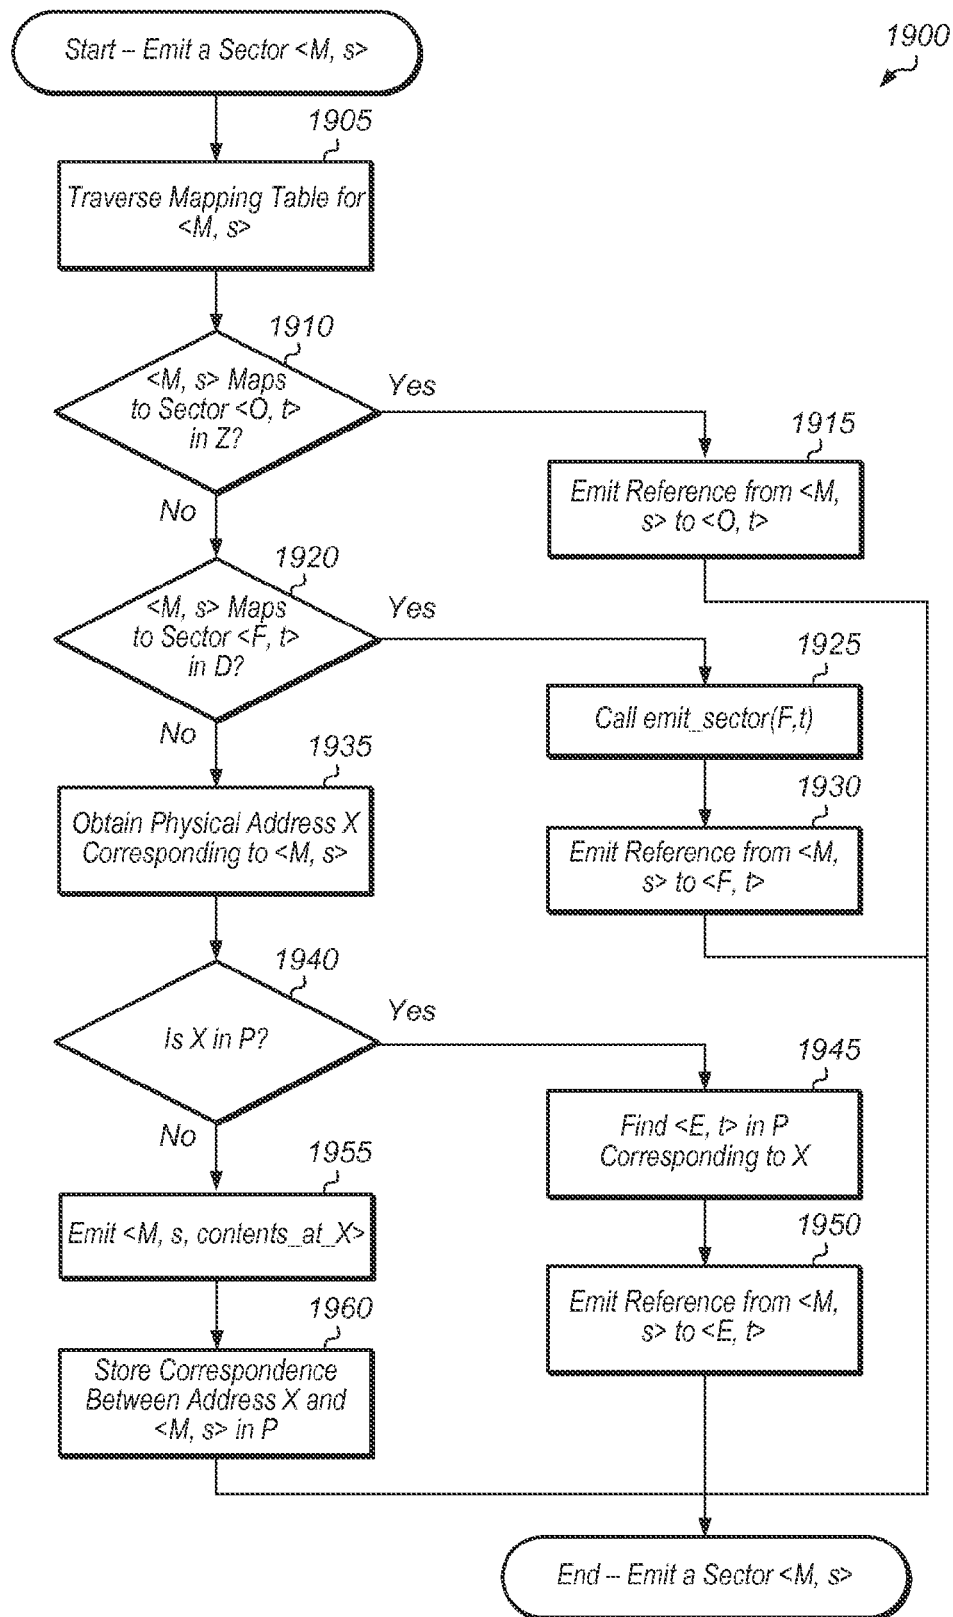 Start – Emit a Sector <M, s>
1900
1905
Traverse Mapping Table for
<M, s>
1910
<M, s> Maps
to Sector <O, t>
in Z?
Yes
No
1915
Emit Reference from <M,
s> to <O, t>
1920
<M, s> Maps
to Sector <F, t>
in D?
Yes
No
1925
Call emit_sector(F,t)
1930
Emit Reference from <M,
s> to <F, t>
1935
Obtain Physical Address X
Corresponding to <M, s>
1940
Is X in P?
Yes
No
1945
Find <E, t> in P
Corresponding to X
1950
Emit Reference from <M,
s> to <E, t>
1955
Emit <M, s, contents_at_X>
1960
Store Correspondence
Between Address X and
<M, s> in P
End – Emit a Sector <M, s>